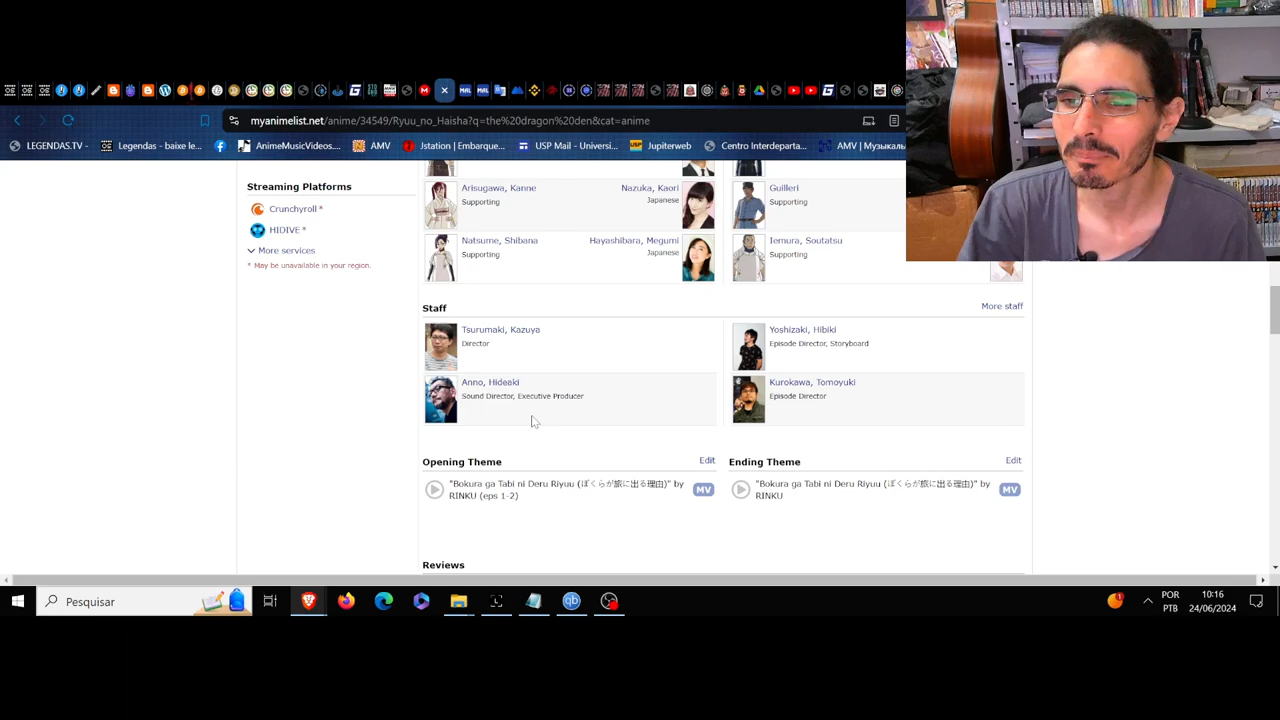 myanimelist.net/anime/34549/Ryuu_no_Haisha?q=the%20dragon%20den&cat=anime
LEGENDAS.TV -
Legendas - baixe le...
AnimeMusicVideos....
AMV
Jstation | Embarque...
USP Mail - Universi...
Jupiterweb
Centro Interdeparta...
AMV | Музыкаль
Streaming Platforms
Crunchyroll *
HIDIVE *
More services
* May be unavailable in your region.
Arisugawa, Kanne
Supporting
Nazuka, Kaori
Japanese
Guilleri
Supporting
Natsume, Shibana
Supporting
Hayashibara, Megumi
Japanese
Iemura, Soutatsu
Supporting
Staff
More staff
Tsurumaki, Kazuya
Director
Yoshizaki, Hibiki
Episode Director, Storyboard
Anno, Hideaki
Sound Director, Executive Producer
Kurokawa, Tomoyuki
Episode Director
Opening Theme
Edit
Ending Theme
Edit
"Bokura ga Tabi ni Deru Riyuu (ぼくらが旅に出る理由)" by
RINKU (eps 1-2)
MV
"Bokura ga Tabi ni Deru Riyuu (ぼくらが旅に出る理由)" by
RINKU
MV
Reviews
Pesquisar
POR
PTB
10:16
24/06/2024